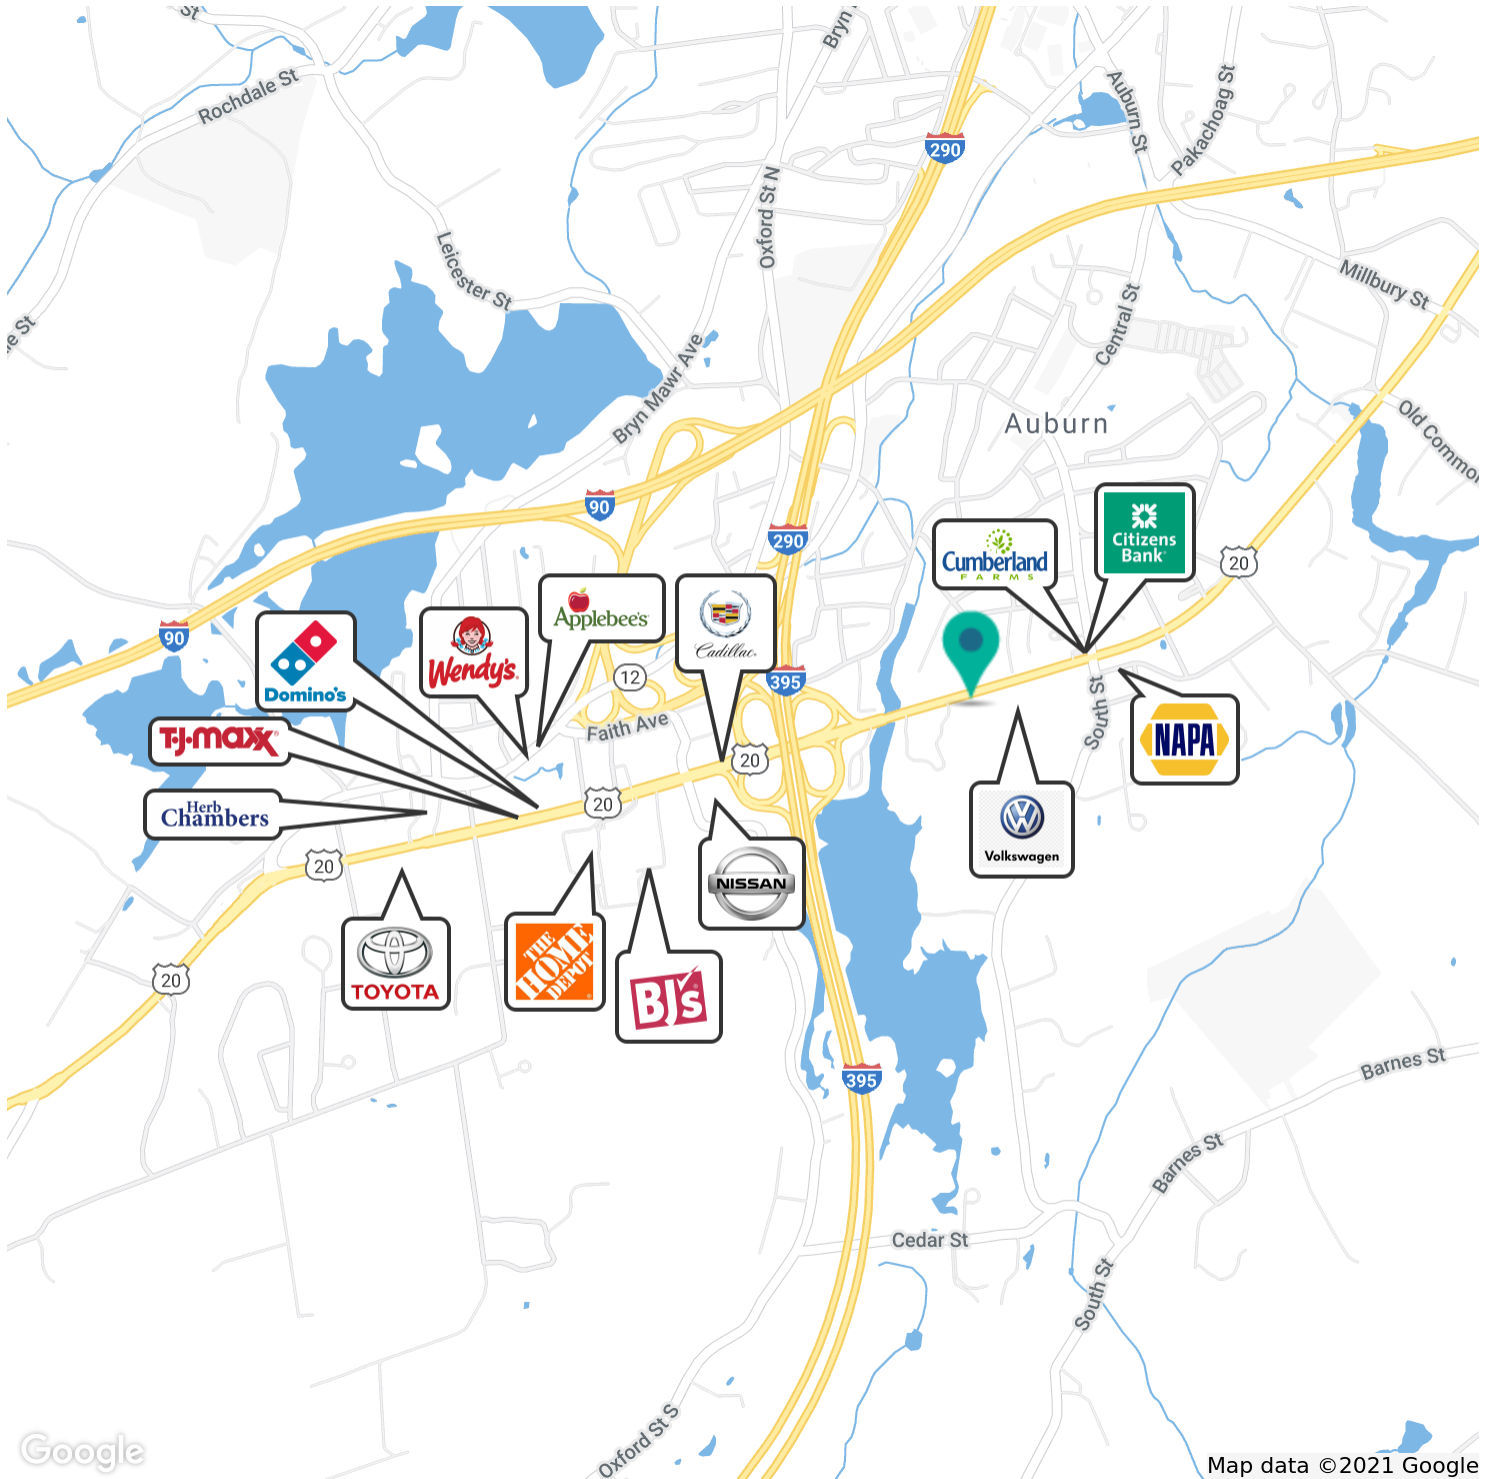 St
Bryn
Rochdale St
Auburn St
Pakachoag St
290
Oxford St N
Leicester St
Millbury St
Central St
le St
Bryn Mawr Ave
Old Common
Auburn
90
290
Citizens
Bank
Cumberland
FARMS
20
Applebee's
Cadillac
90
Domino's
Wendy's
12
395
South St
Faith Ave
NAPA
T.J.maxx
20
Herb
Chambers
20
Volkswagen
20
NISSAN
THE
HOME
DEPOT
TOYOTA
BJ's
20
395
Barnes St
Barnes St
Cedar St
South St
Oxford St S
Google
Map data ©2021 Google